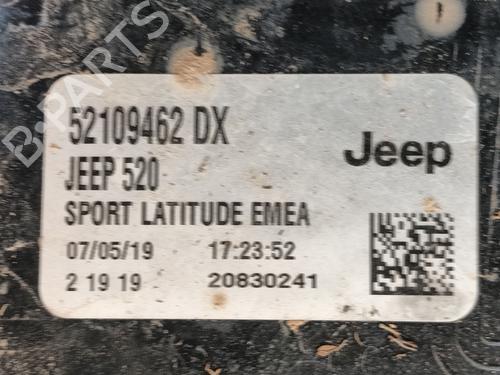 B-PARTS
52109462 DX
Jeep
JEEP 520
SPORT LATITUDE EMEA
07/05/19 17:23:52
2 19 19 20830241